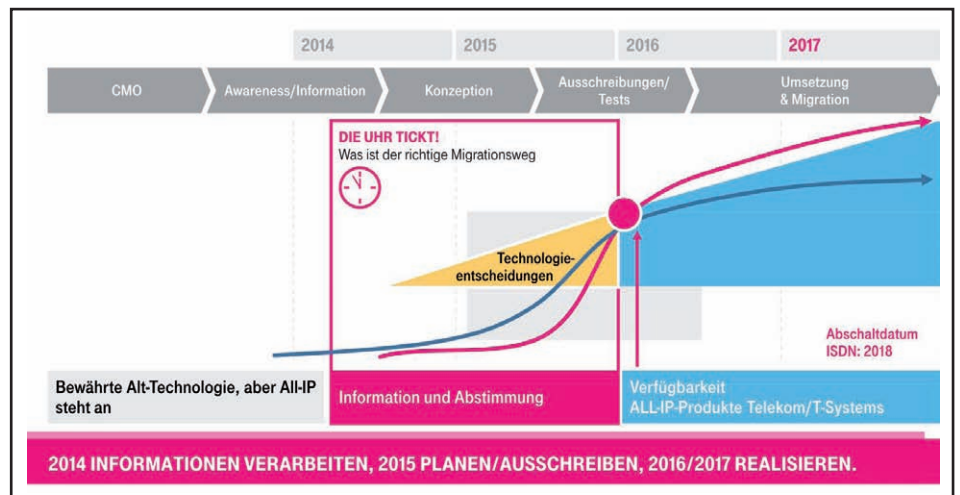 2014
2015
2016
2017
CMO
Awareness/Information
Konzeption
Ausschreibungen/
Tests
Umsetzung
& Migration
DIE UHR TICKT!
Was ist der richtige Migrationsweg
Technologie-
entscheidungen
Abschaltdatum
ISDN: 2018
Bewährte Alt-Technologie, aber All-IP
steht an
Information und Abstimmung
Verfügbarkeit
ALL-IP-Produkte Telekom/T-Systems
2014 INFORMATIONEN VERARBEITEN, 2015 PLANEN/AUSSCHREIBEN, 2016/2017 REALISIEREN.